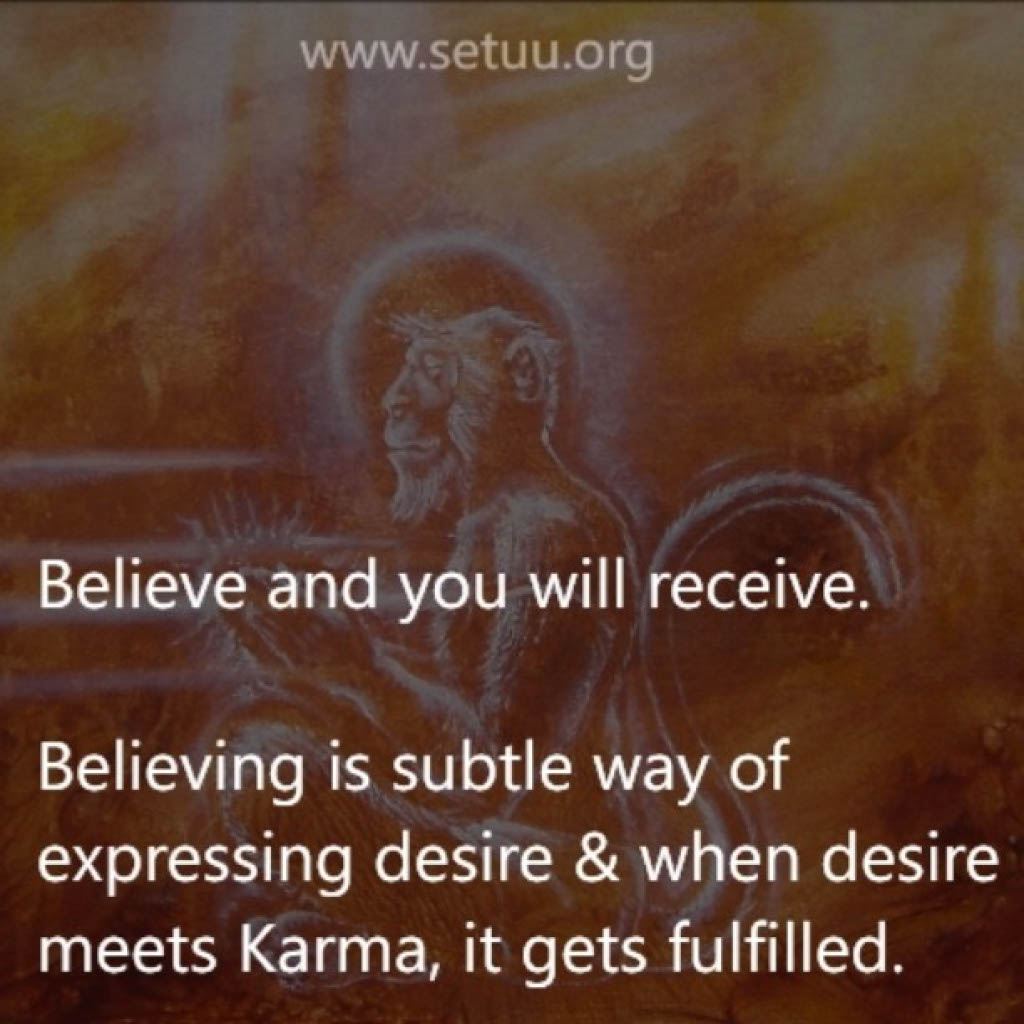 www.setuu.org
Believe and you will receive.
Believing is subtle way of
expressing desire & when desire
meets Karma, it gets fulfilled.